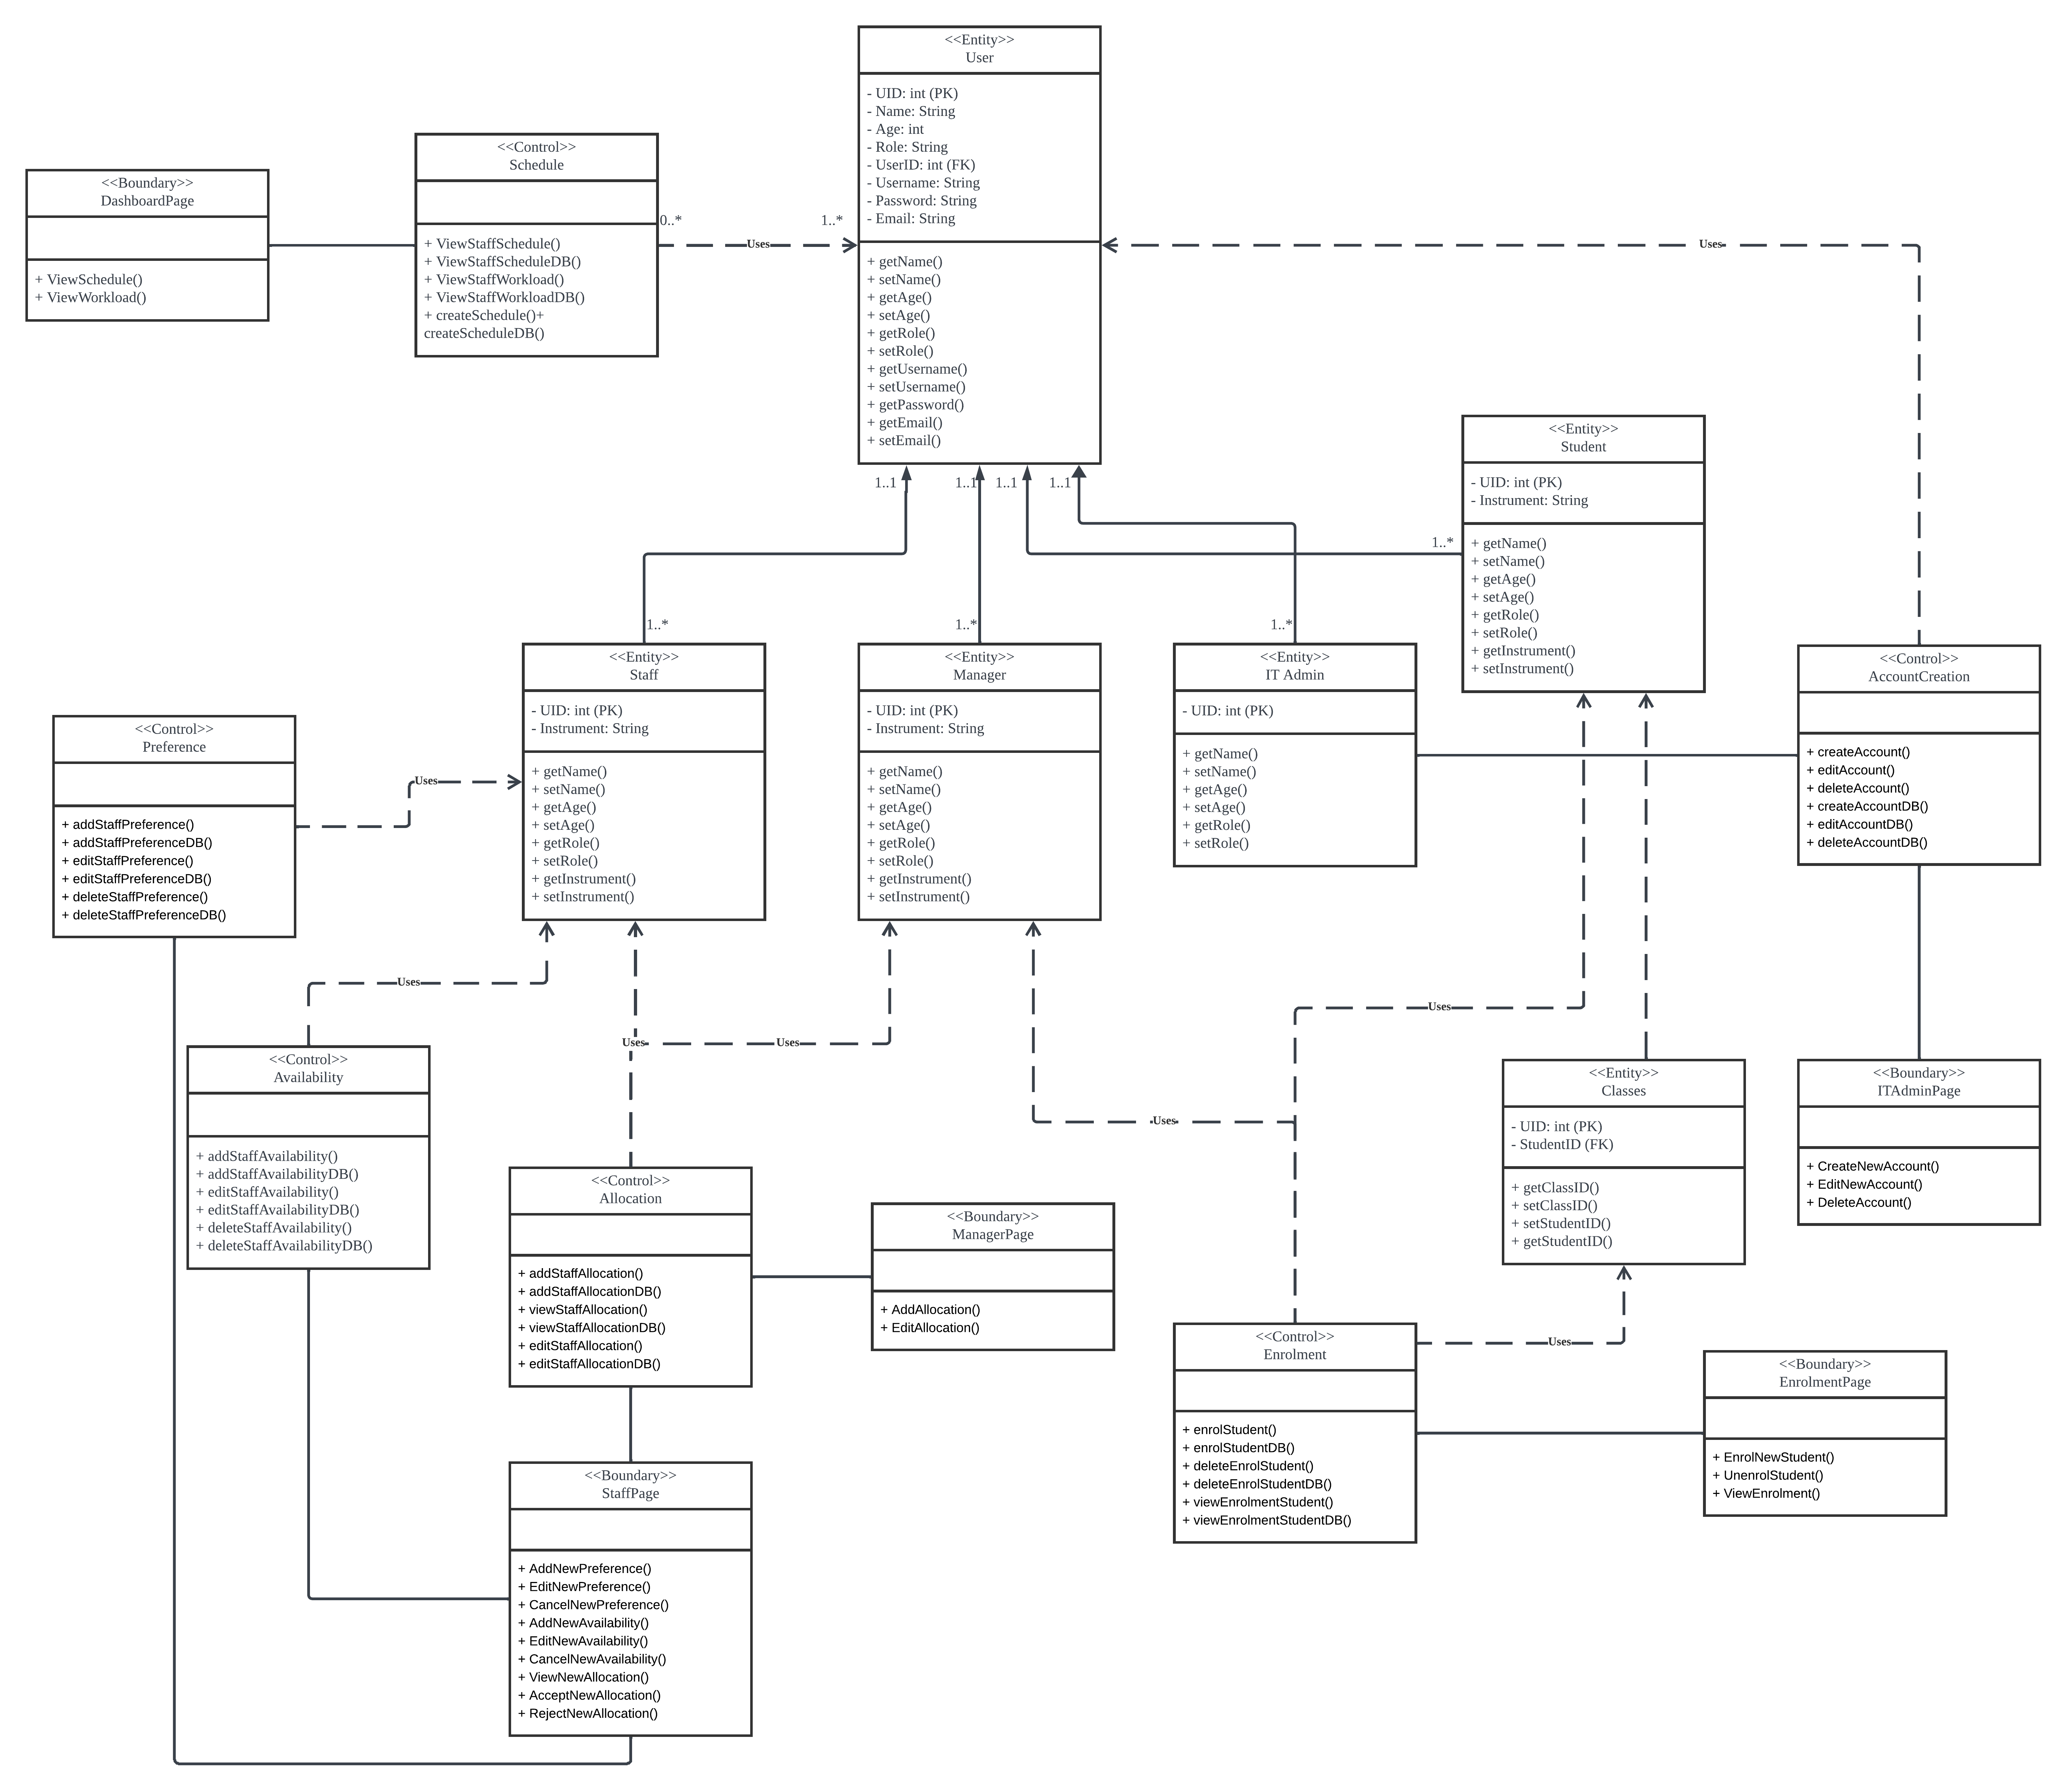 <<Entity>>
User
- UID: int (PK)
- Name: String
- Age: int
- Role: String
- UserID: int (FK)
- Username: String
- Password: String
- Email: String
+ getName()
+ setName()
+ getAge()
+ setAge()
+ getRole()
+ setRole()
+ getUsername()
+ setUsername()
+ getPassword()
+ getEmail()
+ setEmail()
<<Control>>
Schedule
+ ViewStaffSchedule()
+ ViewStaffScheduleDB()
+ ViewStaffWorkload()
+ ViewStaffWorkloadDB()
+ createSchedule()+
createScheduleDB()
<<Boundary>>
DashboardPage
+ ViewSchedule()
+ ViewWorkload()
0..*
1..*
Uses
Uses
1..1
1..1
1..1
1..1
<<Entity>>
Student
- UID: int (PK)
- Instrument: String
+ getName()
+ setName()
+ getAge()
+ setAge()
+ getRole()
+ setRole()
+ getInstrument()
+ setInstrument()
1..*
1..*
1..*
1..*
<<Entity>>
Staff
- UID: int (PK)
- Instrument: String
+ getName()
+ setName()
+ getAge()
+ setAge()
+ getRole()
+ setRole()
+ getInstrument()
+ setInstrument()
<<Entity>>
Manager
- UID: int (PK)
- Instrument: String
+ getName()
+ setName()
+ getAge()
+ setAge()
+ getRole()
+ setRole()
+ getInstrument()
+ setInstrument()
<<Entity>>
IT Admin
- UID: int (PK)
+ getName()
+ setName()
+ getAge()
+ setAge()
+ getRole()
+ setRole()
<<Control>>
AccountCreation
+ createAccount()
+ editAccount()
+ deleteAccount()
+ createAccountDB()
+ editAccountDB()
+ deleteAccountDB()
<<Control>>
Preference
+ addStaffPreference()
+ addStaffPreferenceDB()
+ editStaffPreference()
+ editStaffPreferenceDB()
+ deleteStaffPreference()
+ deleteStaffPreferenceDB()
Uses
Uses
Uses
Uses
Uses
Uses
<<Control>>
Availability
+ addStaffAvailability()
+ addStaffAvailabilityDB()
+ editStaffAvailability()
+ editStaffAvailabilityDB()
+ deleteStaffAvailability()
+ deleteStaffAvailabilityDB()
<<Entity>>
Classes
- UID: int (PK)
- StudentID (FK)
+ getClassID()
+ setClassID()
+ setStudentID()
+ getStudentID()
<<Boundary>>
ITAdminPage
+ CreateNewAccount()
+ EditNewAccount()
+ DeleteAccount()
<<Control>>
Allocation
+ addStaffAllocation()
+ addStaffAllocationDB()
+ viewStaffAllocation()
+ viewStaffAllocationDB()
+ editStaffAllocation()
+ editStaffAllocationDB()
<<Boundary>>
ManagerPage
+ AddAllocation()
+ EditAllocation()
<<Control>>
Enrolment
+ enrolStudent()
+ enrolStudentDB()
+ deleteEnrolStudent()
+ deleteEnrolStudentDB()
+ viewEnrolmentStudent()
+ viewEnrolmentStudentDB()
Uses
<<Boundary>>
EnrolmentPage
+ EnrolNewStudent()
+ UnenrolStudent()
+ ViewEnrolment()
<<Boundary>>
StaffPage
+ AddNewPreference()
+ EditNewPreference()
+ CancelNewPreference()
+ AddNewAvailability()
+ EditNewAvailability()
+ CancelNewAvailability()
+ ViewNewAllocation()
+ AcceptNewAllocation()
+ RejectNewAllocation()